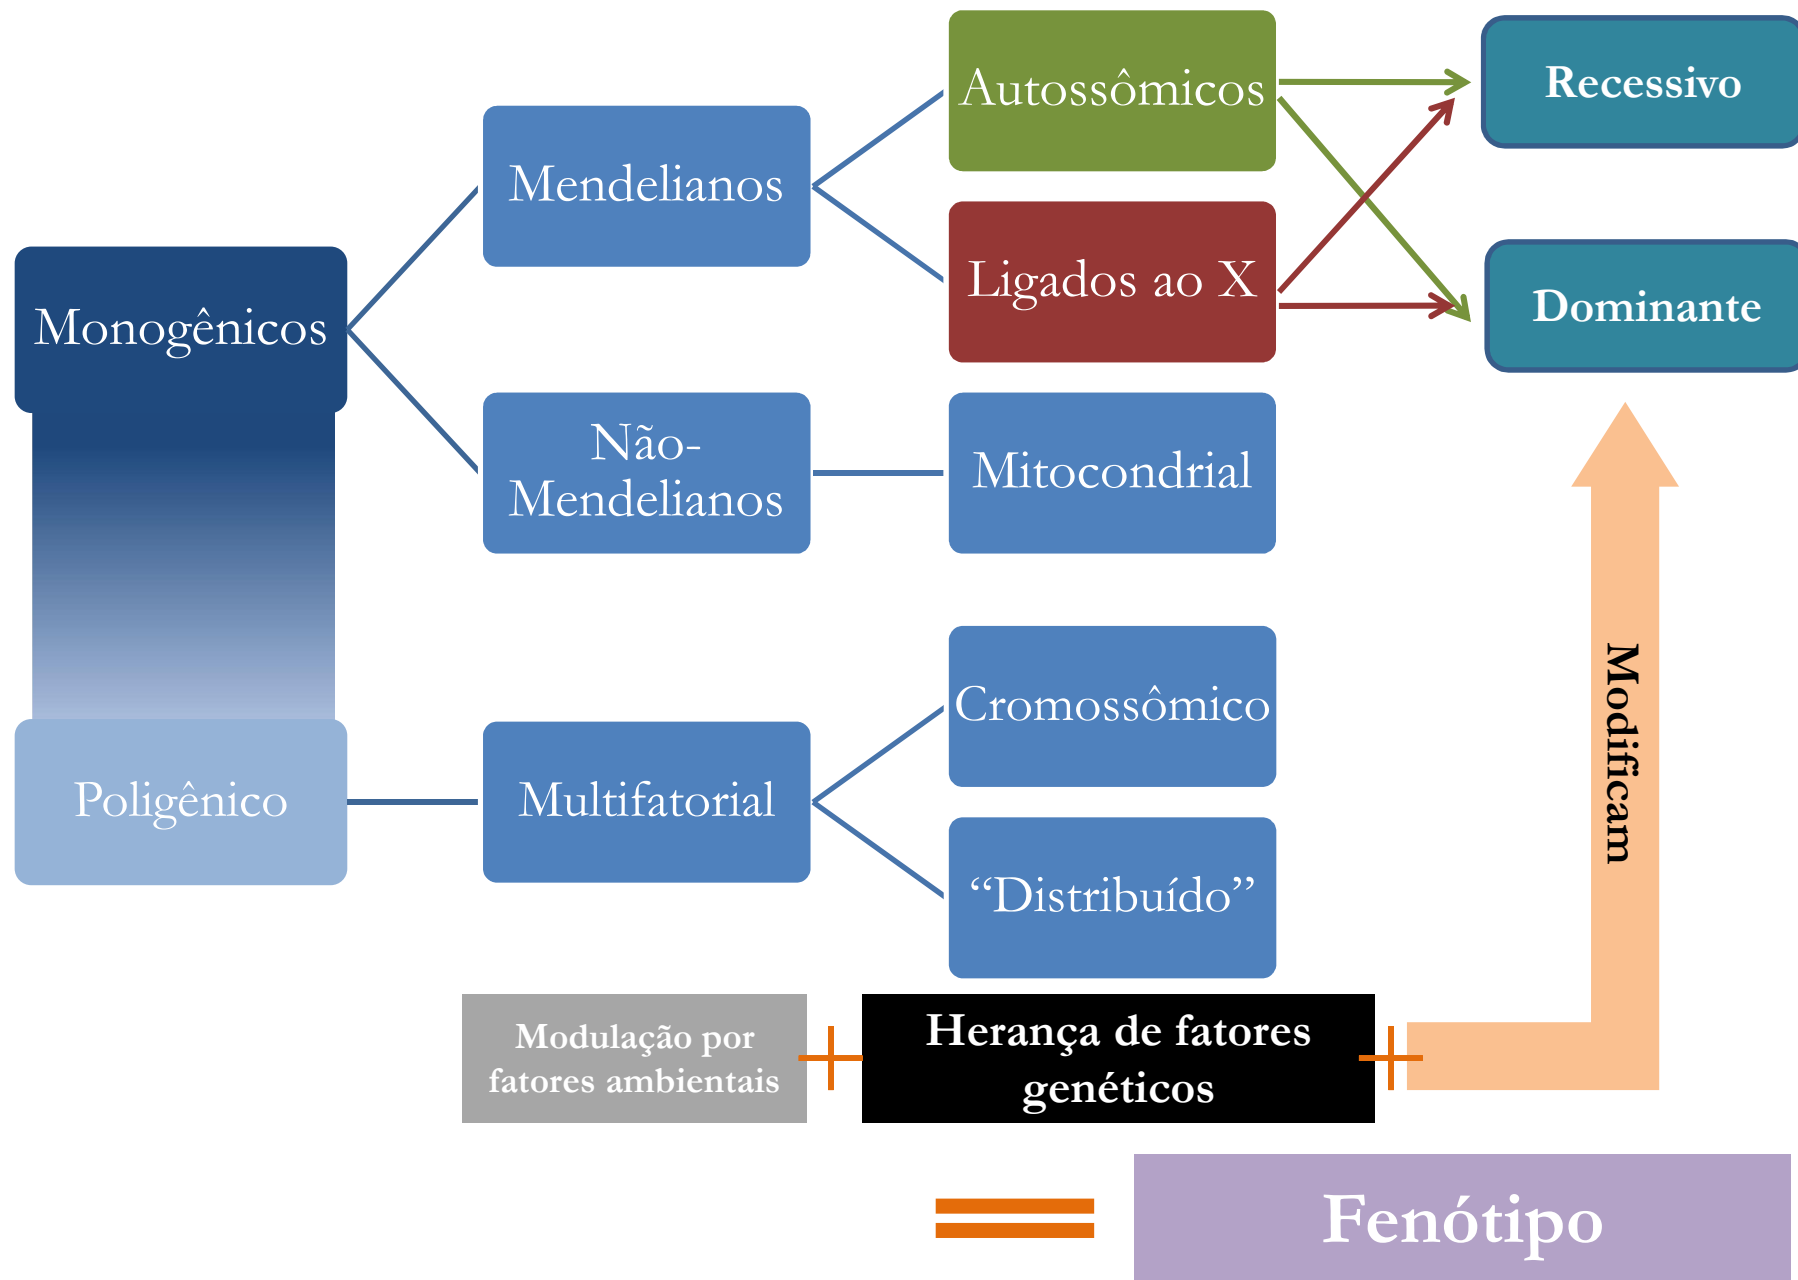 Autossômicos
Recessivo
Mendelianos
Ligados ao X
Dominante
Monogênicos
Não-
Mendelianos
Mitocondrial
Cromossômico
Modificam
Poligênico
Multifatorial
“Distribuído”
Modulação por
fatores ambientais
Herança de fatores
genéticos
Fenótipo